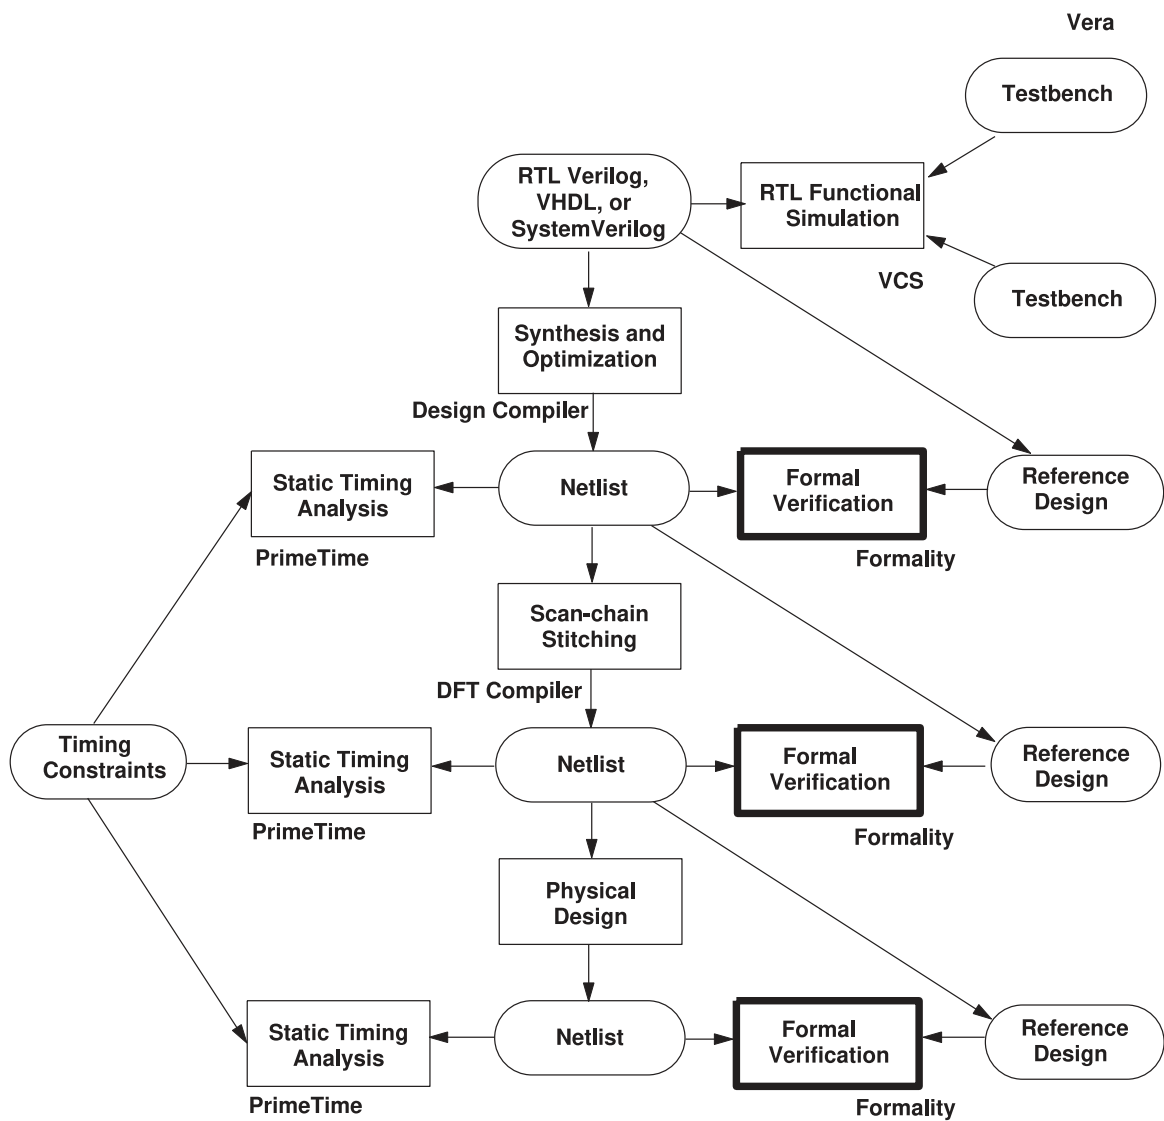 Vera
Testbench
RTL Verilog,
VHDL, or
SystemVerilog
RTL Functional
Simulation
VCS
Testbench
Synthesis and
Optimization
Design Compiler
Static Timing
Analysis
PrimeTime
Netlist
Formal
Verification
Formality
Reference
Design
Scan-chain
Stitching
DFT Compiler
Timing
Constraints
Static Timing
Analysis
PrimeTime
Netlist
Formal
Verification
Formality
Reference
Design
Physical
Design
Static Timing
Analysis
PrimeTime
Netlist
Formal
Verification
Formality
Reference
Design